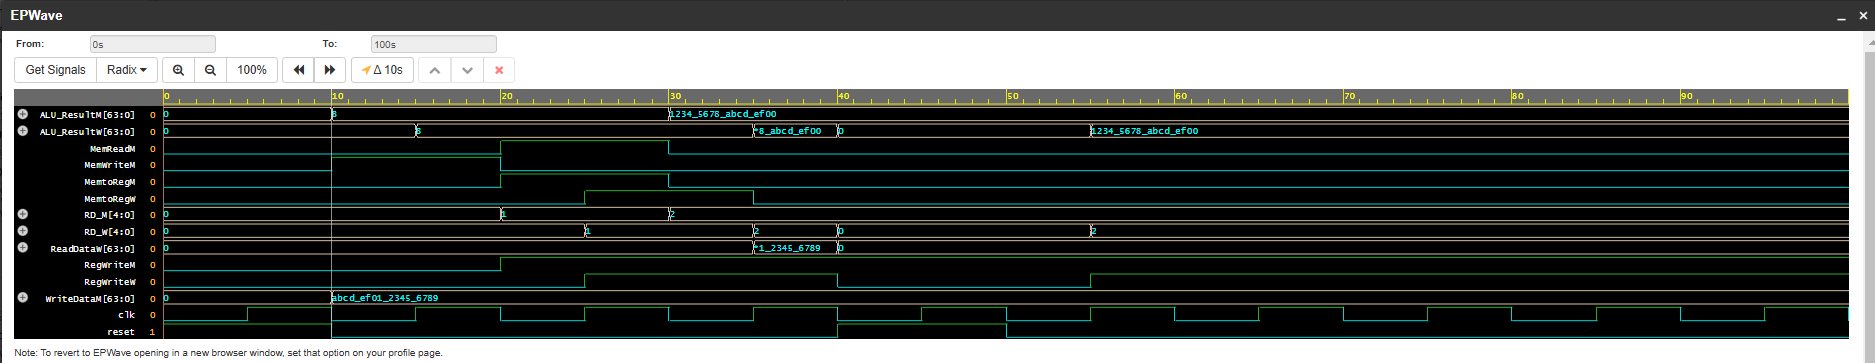 EPWave
From: 0s To: 100s
Get Signals Radix 100% Δ 10s
0 10 20 30 40 50 60 70 80 90
ALU_ResultM[63:0] 0 0 8 1234_5678_abcd_ef00
ALU_ResultW[63:0] 0 0 8 *8_abcd_ef00 0 1234_5678_abcd_ef00
MemReadM 0
MemWriteM 0
MemtoRegM 0
MemtoRegW 0
RD_M[4:0] 0 0 1 2
RD_W[4:0] 0 0 1 2 0 2
ReadDataW[63:0] 0 0 *1_2345_6789 0
RegWriteM 0
RegWriteW 0
WriteDataM[63:0] 0 0 abcd_ef01_2345_6789
clk 0
reset 1
Note: To revert to EPWave opening in a new browser window, set that option on your profile page.